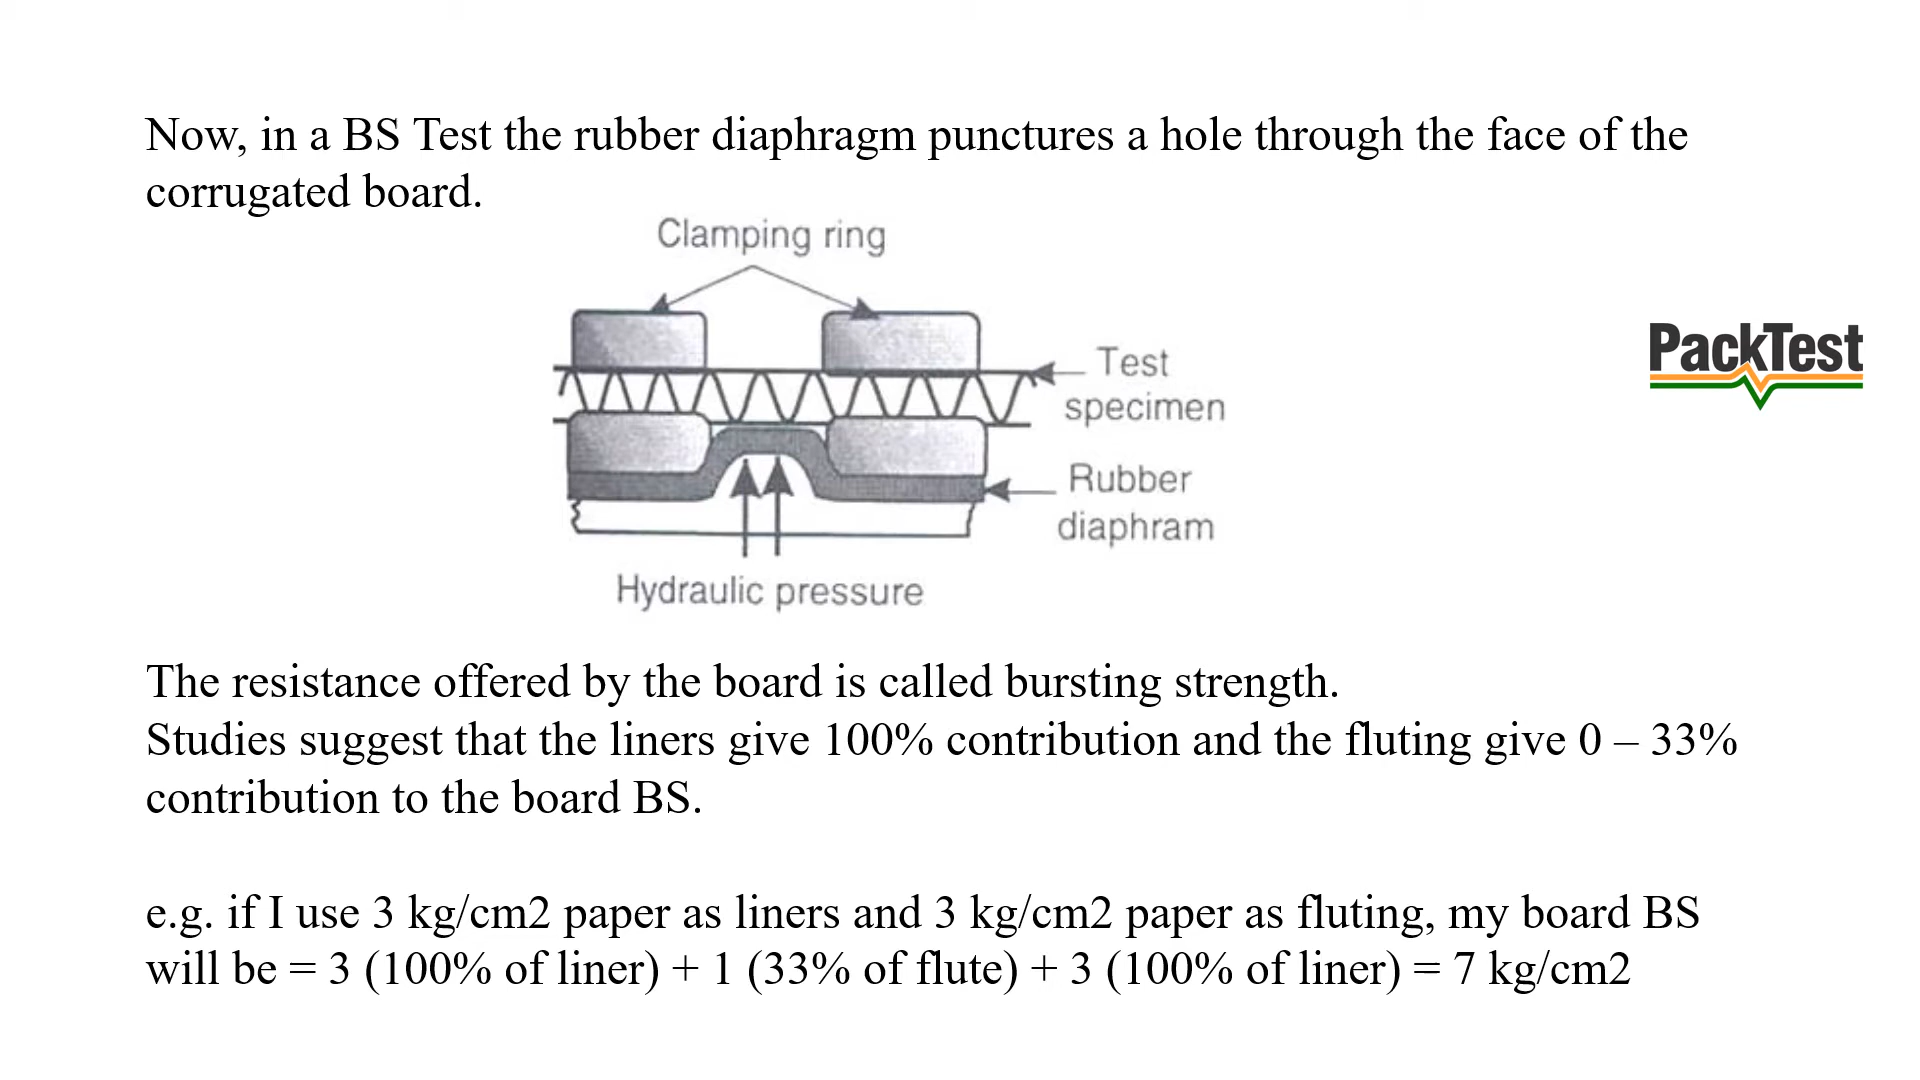 Now, in a BS Test the rubber diaphragm punctures a hole through the face of the
corrugated board.
Clamping ring
Test
specimen
Rubber
diaphram
Hydraulic pressure
PackTest
The resistance offered by the board is called bursting strength.
Studies suggest that the liners give 100% contribution and the fluting give 0 – 33%
contribution to the board BS.
e.g. if I use 3 kg/cm2 paper as liners and 3 kg/cm2 paper as fluting, my board BS
will be = 3 (100% of liner) + 1 (33% of flute) + 3 (100% of liner) = 7 kg/cm2